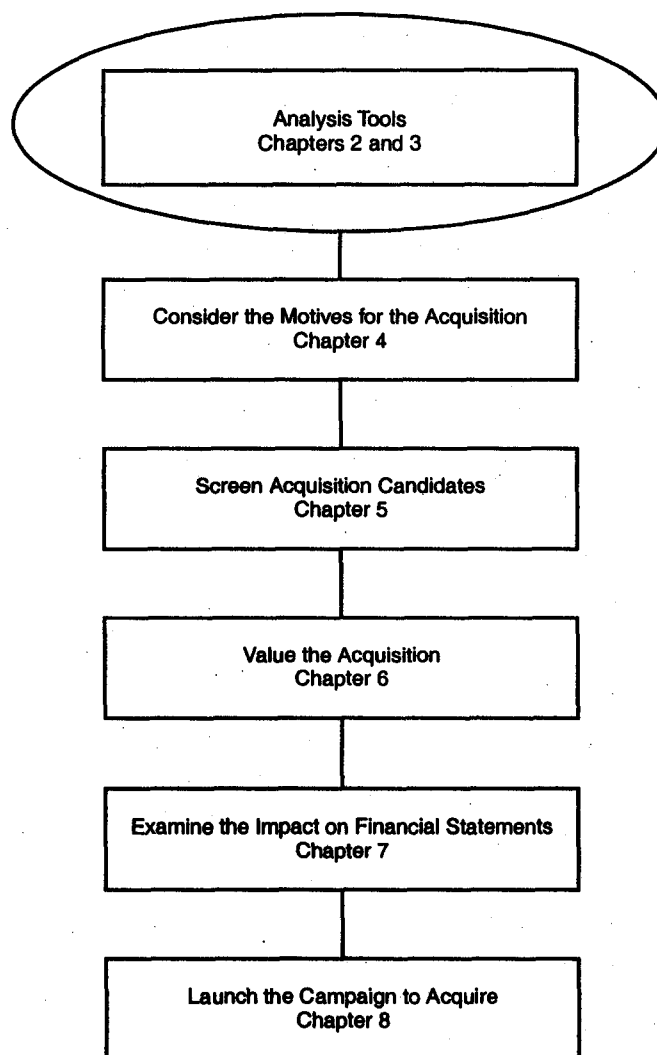 Analysis Tools
Chapters 2 and 3
Consider the Motives for the Acquisition
Chapter 4
Screen Acquisition Candidates
Chapter 5
Value the Acquisition
Chapter 6
Examine the Impact on Financial Statements
Chapter 7
Launch the Campaign to Acquire
Chapter 8